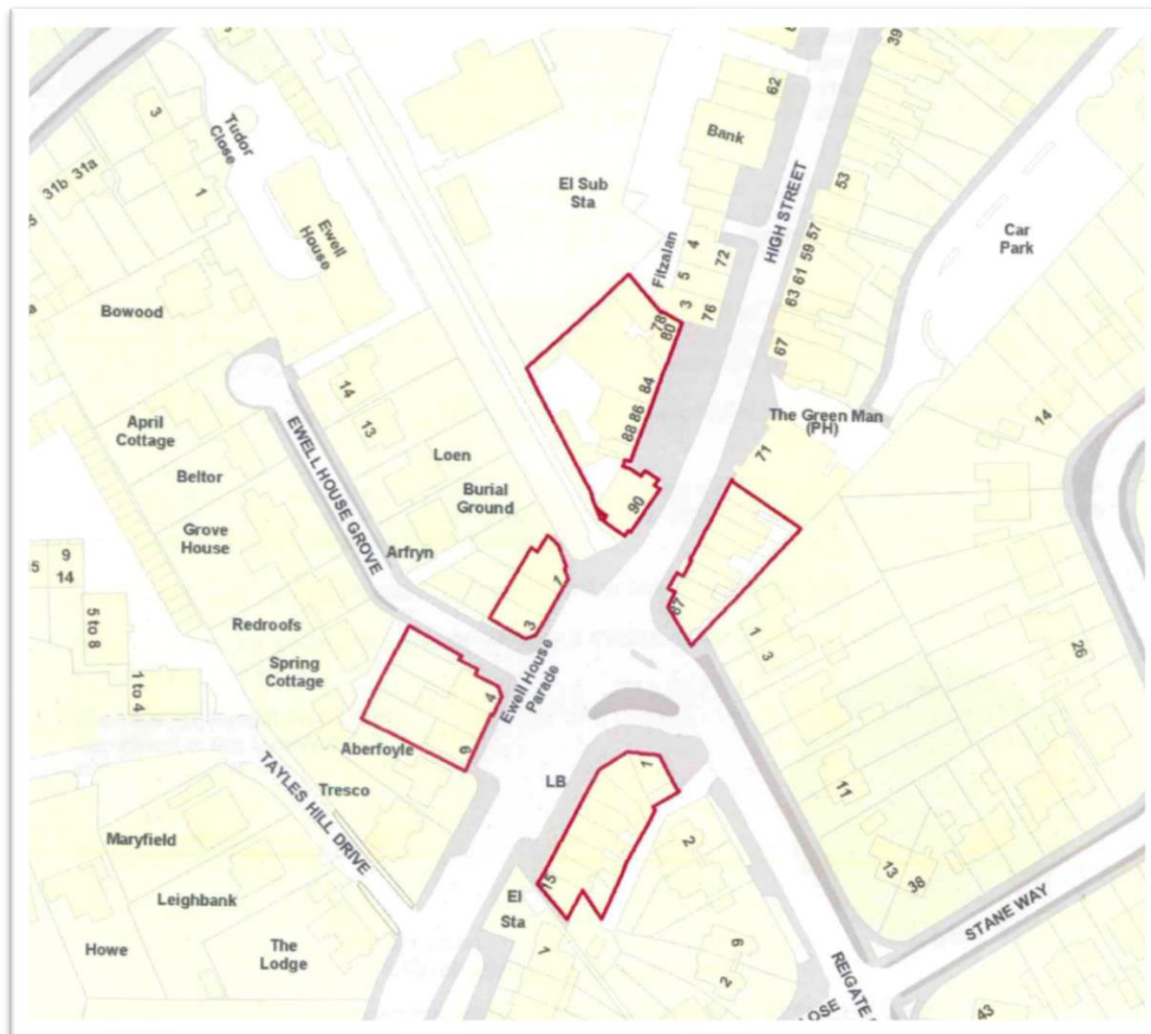 39
62
3
Tudor
Close
Bank
31b 31a
1
El Sub
Sta
53
HIGH STREET
Ewell
House
Car
Park
Fitzalan
4
72
5
57
59
61
63
Bowood
3
76
78
80
67
14
84
86
88
The Green Man
(PH)
14
April
Cottage
13
EWELL HOUSE GROVE
Loen
71
Beltor
Burial
Ground
90
Grove
House
Arfryn
9
14
5
1
87
5 to 8
Redroofs
3
1
3
26
Spring
Cottage
1 to 4
4
Ewell House
Parade
Aberfoyle
9
LB
1
TAYLES HILL DRIVE
Tresco
11
Maryfield
2
13
38
15
Leighbank
El
Sta
STANE WAY
Howe
The
Lodge
1
6
2
REIGATE
43